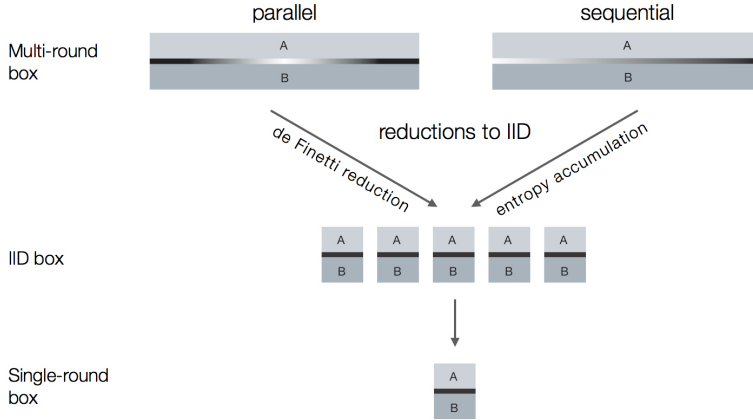 parallel
sequential
Multi-round
box
A
B
A
B
reductions to IID
de Finetti reduction
entropy accumulation
IID box
A
A
A
A
A
B
B
B
B
B
Single-round
box
A
B